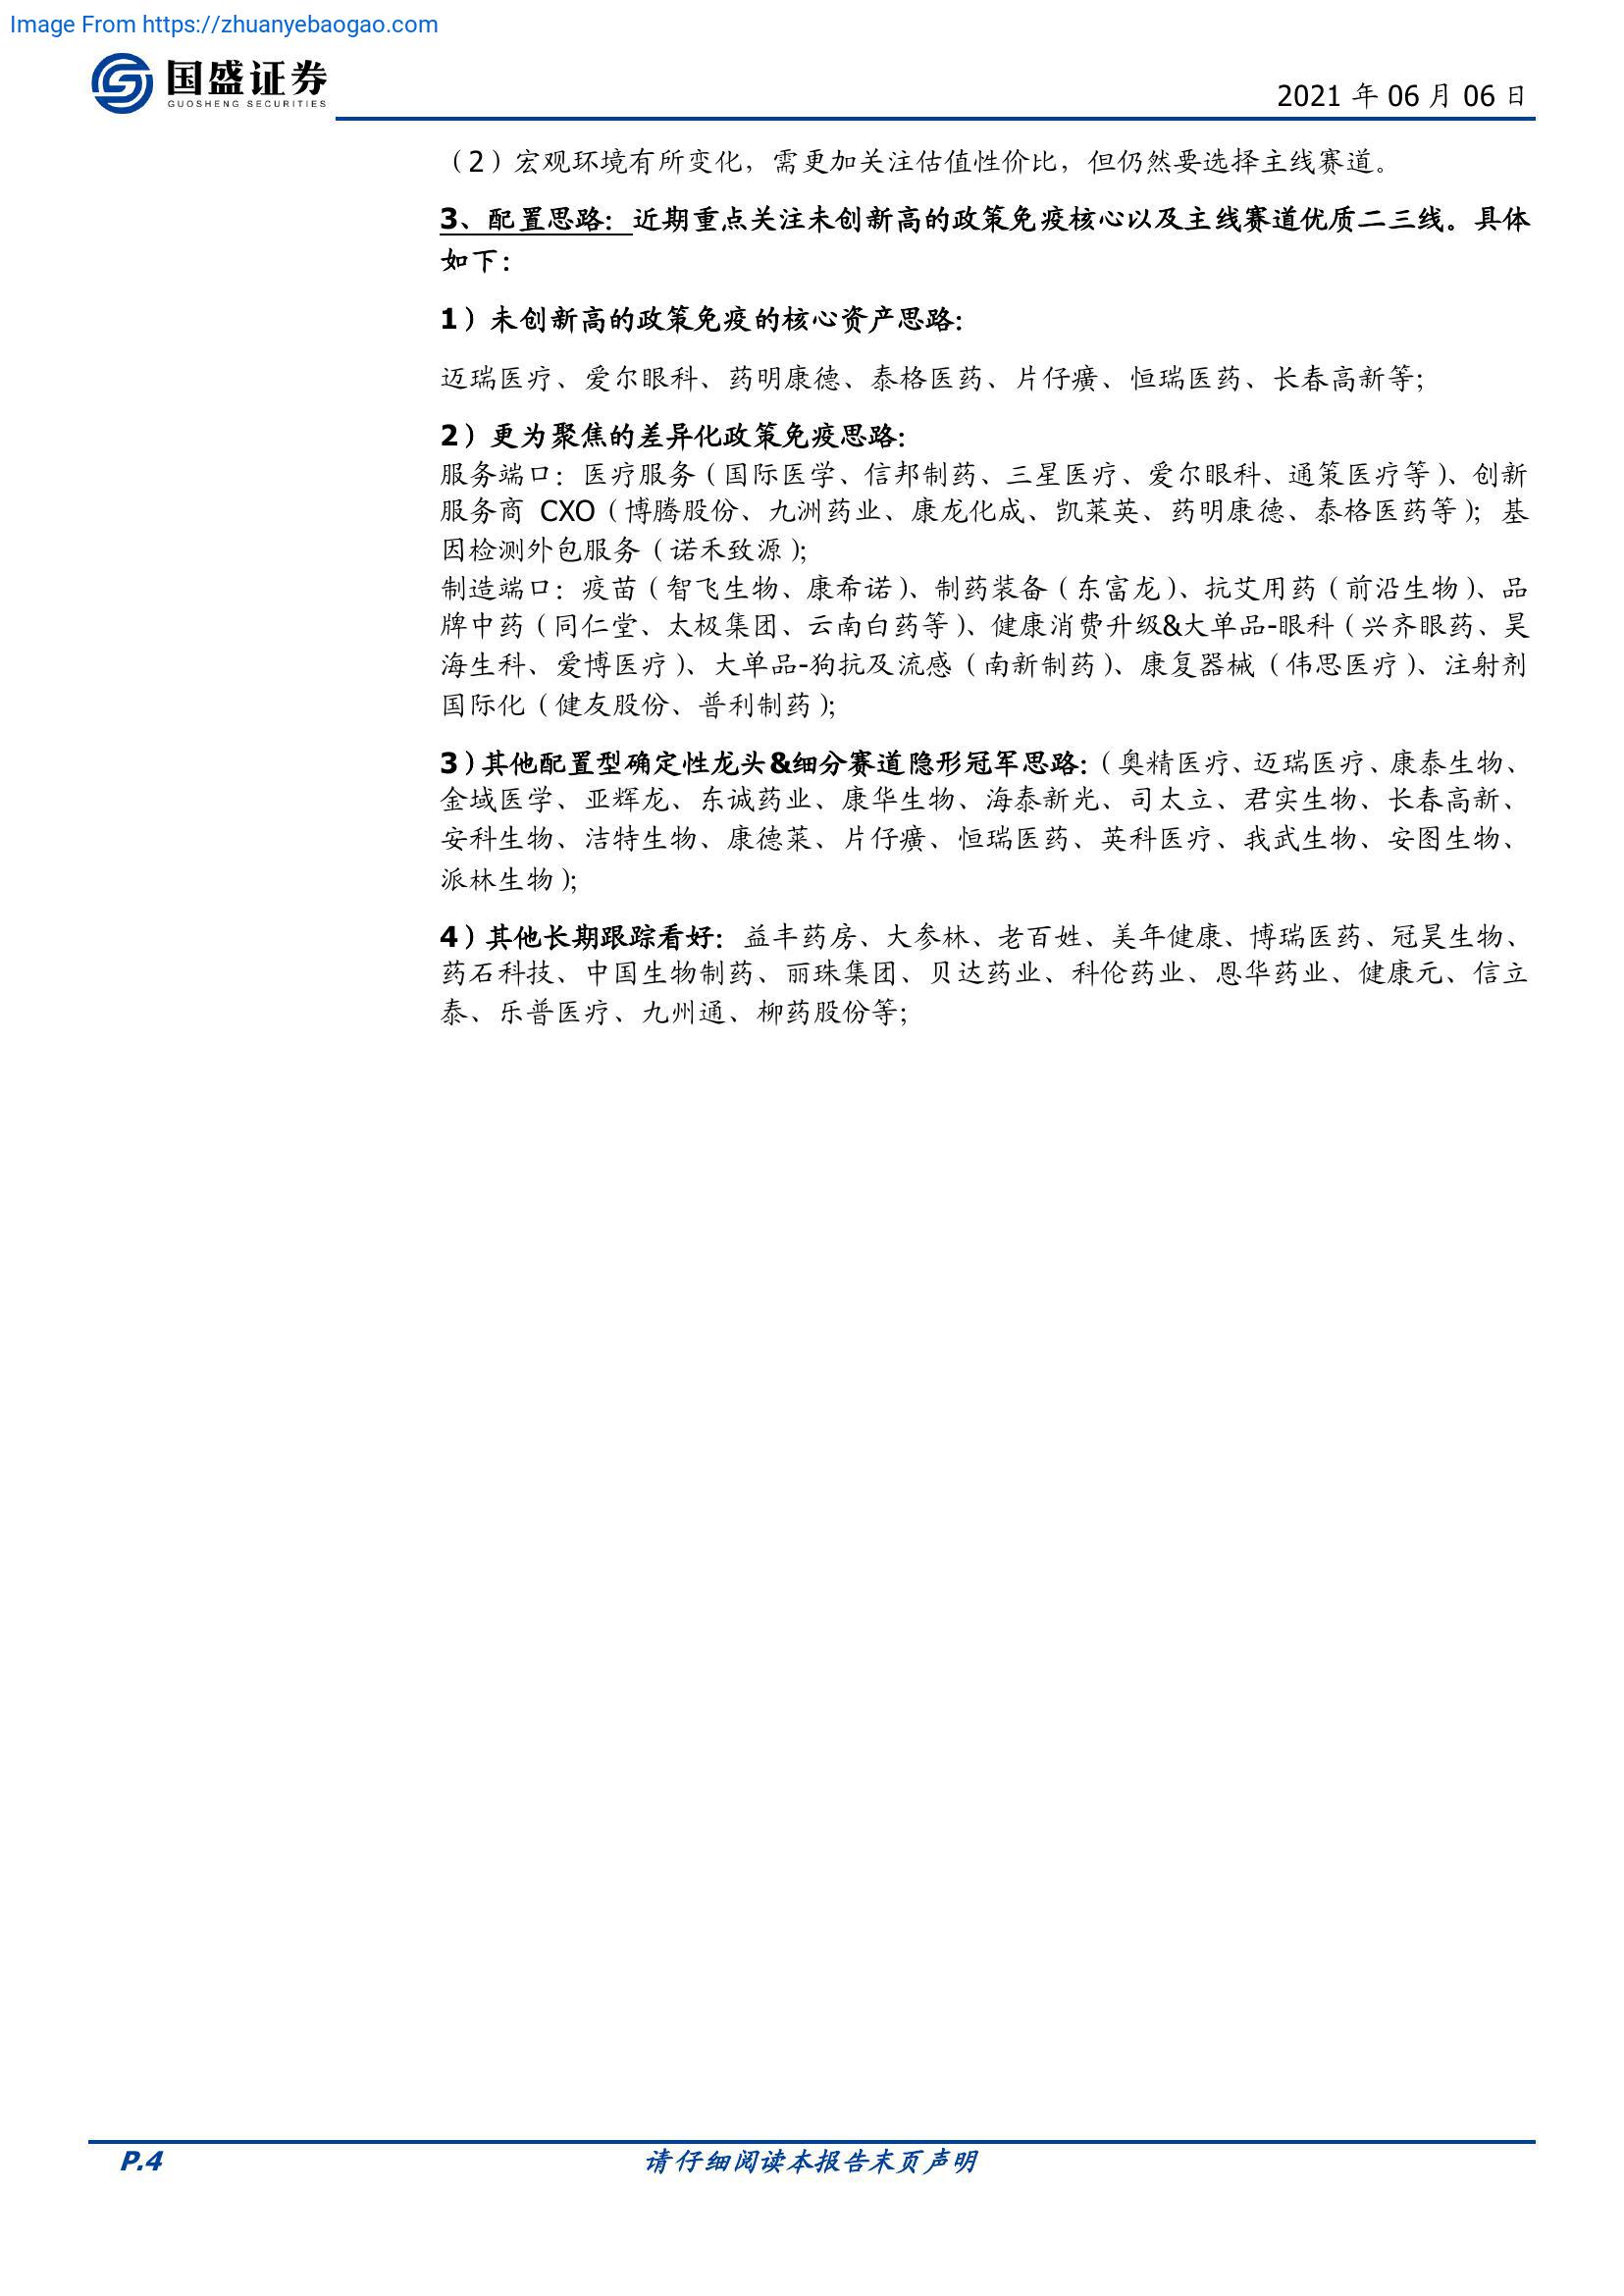 Image From https://zhuanyebaogao.com
国盛证券
GUOSHENG SECURITIES
2021 年 06 月 06 日
（2）宏观环境有所变化，需更加关注估值性价比，但仍然要选择主线赛道。
3、配置思路：近期重点关注未创新高的政策免疫核心以及主线赛道优质二三线。具体
如下：
1）未创新高的政策免疫的核心资产思路：
迈瑞医疗、爱尔眼科、药明康德、泰格医药、片仔癀、恒瑞医药、长春高新等；
2）更为聚焦的差异化政策免疫思路：
服务端口：医疗服务（国际医学、信邦制药、三星医疗、爱尔眼科、通策医疗等）、创新
服务商 CXO（博腾股份、九洲药业、康龙化成、凯莱英、药明康德、泰格医药等）；基
因检测外包服务（诺禾致源）；
制造端口：疫苗（智飞生物、康希诺）、制药装备（东富龙）、抗艾用药（前沿生物）、品
牌中药（同仁堂、太极集团、云南白药等）、健康消费升级&大单品-眼科（兴齐眼药、昊
海生科、爱博医疗）、大单品-狗抗及流感（南新制药）、康复器械（伟思医疗）、注射剂
国际化（健友股份、普利制药）；
3）其他配置型确定性龙头&细分赛道隐形冠军思路：（奥精医疗、迈瑞医疗、康泰生物、
金域医学、亚辉龙、东诚药业、康华生物、海泰新光、司太立、君实生物、长春高新、
安科生物、洁特生物、康德莱、片仔癀、恒瑞医药、英科医疗、我武生物、安图生物、
派林生物）；
4）其他长期跟踪看好：益丰药房、大参林、老百姓、美年健康、博瑞医药、冠昊生物、
药石科技、中国生物制药、丽珠集团、贝达药业、科伦药业、恩华药业、健康元、信立
泰、乐普医疗、九州通、柳药股份等；
P.4
请仔细阅读本报告末页声明